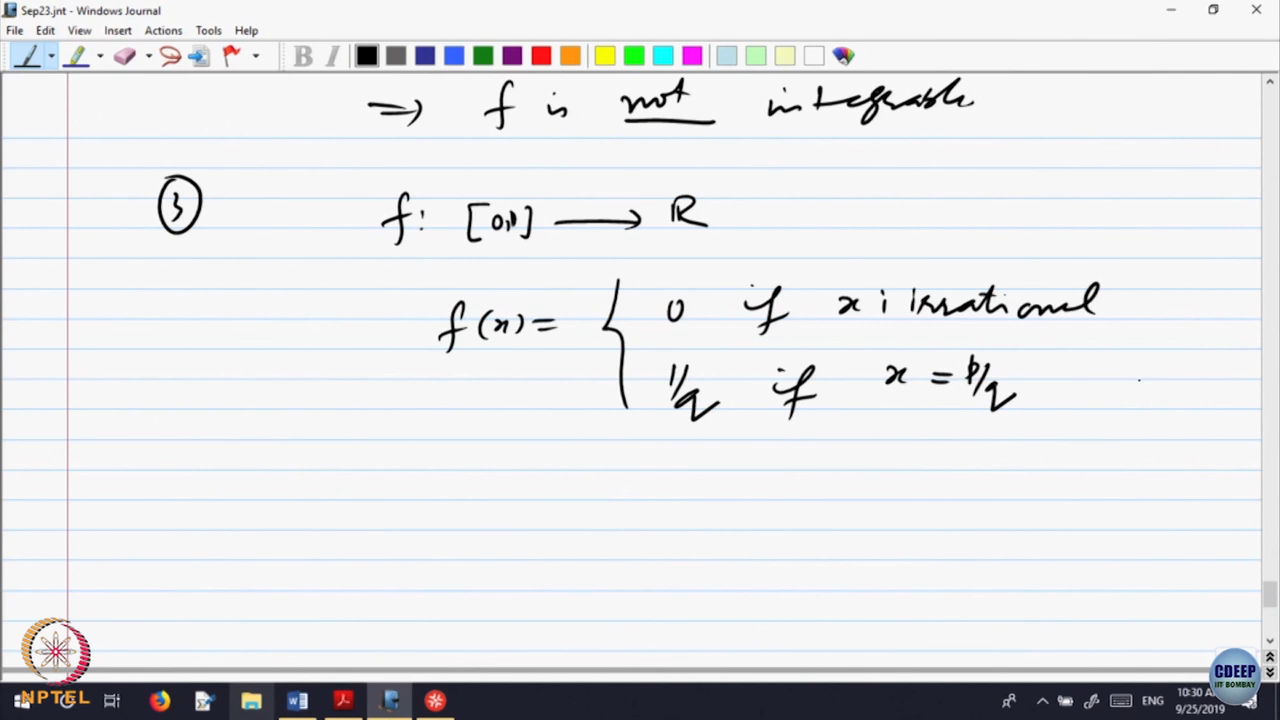 Sep23.jnt - Windows Journal
File Edit View Insert Actions Tools Help
B I
⇒ f is not integrable
③ f: [0,1] ⟶ ℝ
f(x) = { 0 if x i irrational
1/q if x = p/q
NPTEL
CDEEP
IIT BOMBAY
ENG
10:30 A
9/25/2019